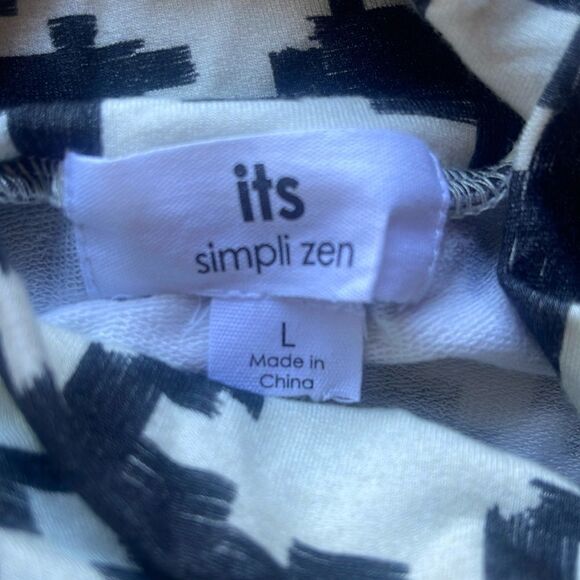 its
simpli zen
L
Made in
China